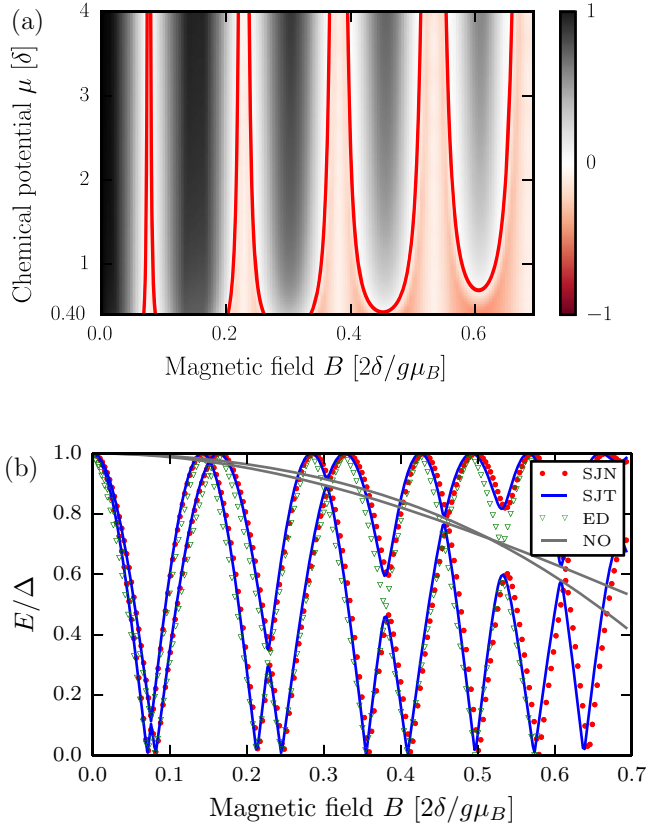 (a)
Chemical potential μ [δ]
4
3
2
1
0.40
0.0
0.2
0.4
0.6
Magnetic field B [2δ/gμ_B]
1
0
−1
(b)
E/Δ
1.0
0.8
0.6
0.4
0.2
0.0
SJN
SJT
ED
NO
0.0
0.1
0.2
0.3
0.4
0.5
0.6
0.7
Magnetic field B [2δ/gμ_B]